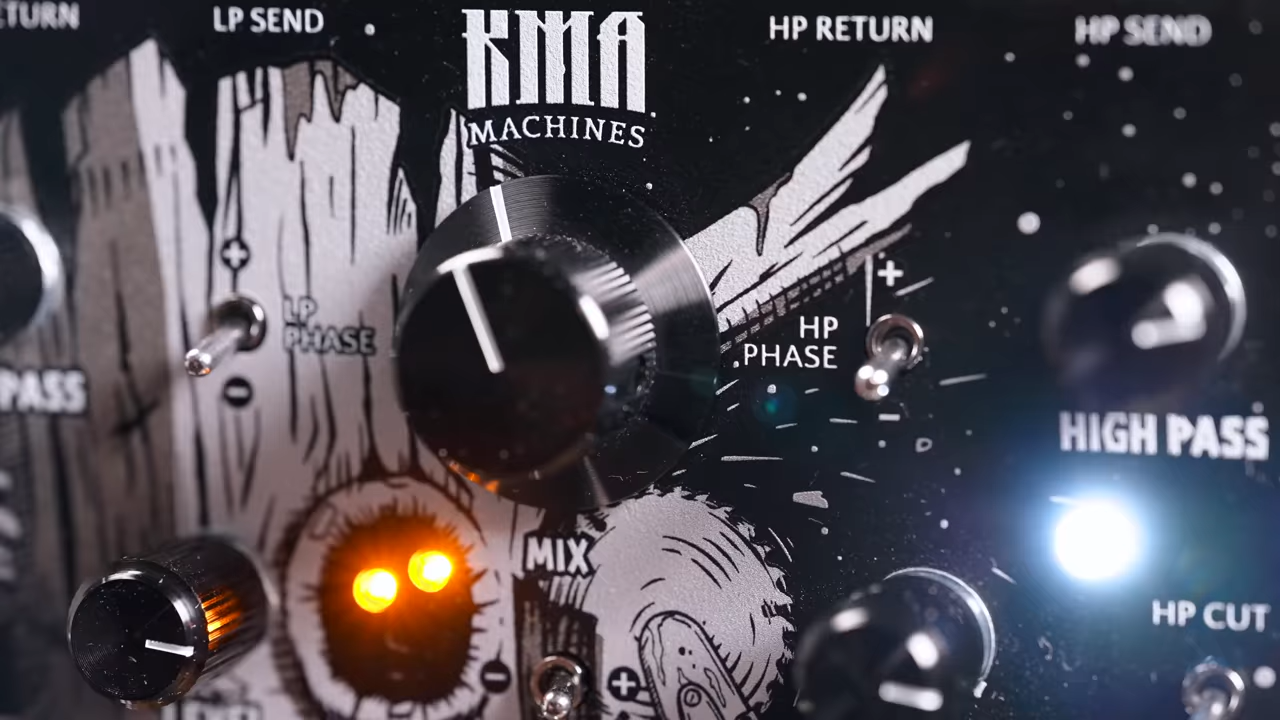 LP SEND
KMA
MACHINES
HP RETURN
HP SEND
+
LP
PHASE
-
+
HP
PHASE
-
PASS
HIGH PASS
MIX
HP CUT
-
+